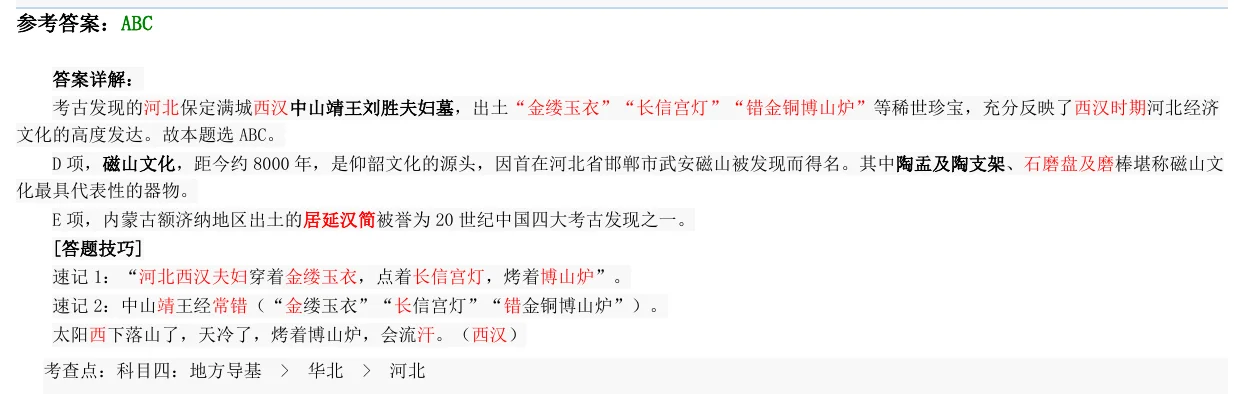 参考答案：ABC
答案详解：
考古发现的河北保定满城西汉中山靖王刘胜夫妇墓，出土“金缕玉衣”“长信宫灯”“错金铜博山炉”等稀世珍宝，充分反映了西汉时期河北经济
文化的高度发达。故本题选 ABC。
D 项，磁山文化，距今约 8000 年，是仰韶文化的源头，因首在河北省邯郸市武安磁山被发现而得名。其中陶盂及陶支架、石磨盘及磨棒堪称磁山文
化最具代表性的器物。
E 项，内蒙古额济纳地区出土的居延汉简被誉为 20 世纪中国四大考古发现之一。
[答题技巧]
速记 1：“河北西汉夫妇穿着金缕玉衣，点着长信宫灯，烤着博山炉”。
速记 2：中山靖王经常错（“金缕玉衣”“长信宫灯”“错金铜博山炉”）。
太阳西下落山了，天冷了，烤着博山炉，会流汗。（西汉）
考查点：科目四：地方导基 > 华北 > 河北